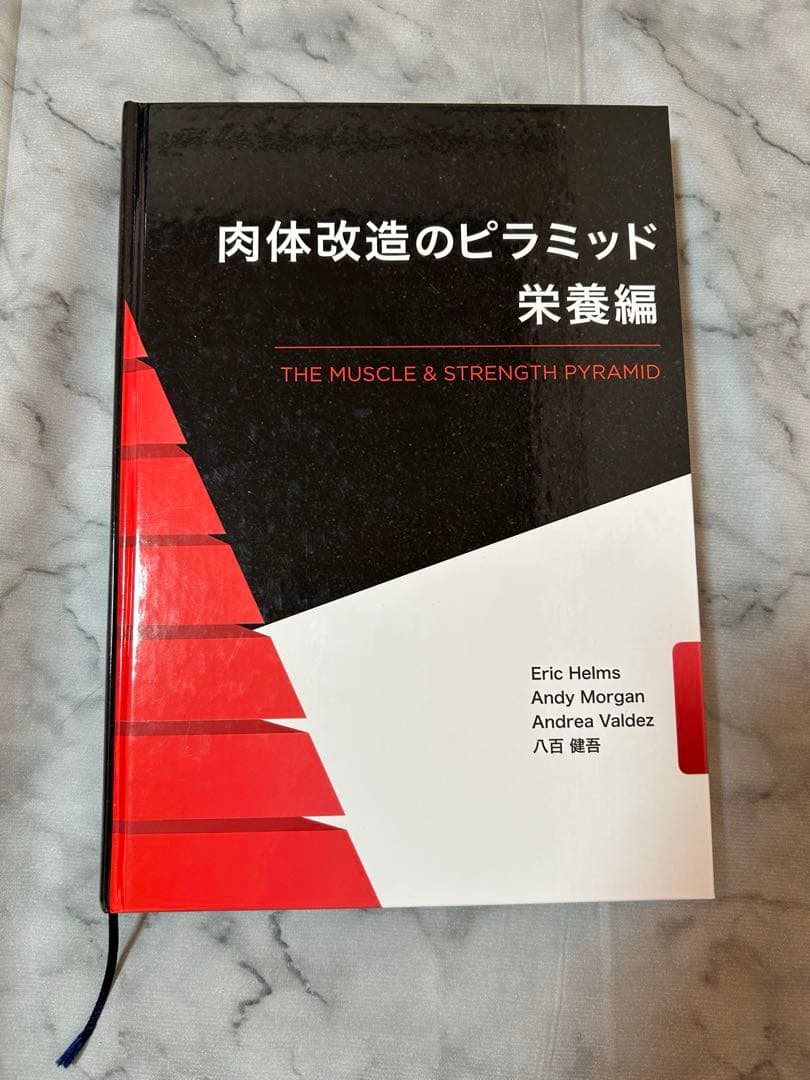 肉体改造のピラミッド
栄養編
THE MUSCLE & STRENGTH PYRAMID
Eric Helms
Andy Morgan
Andrea Valdez
八百 健吾